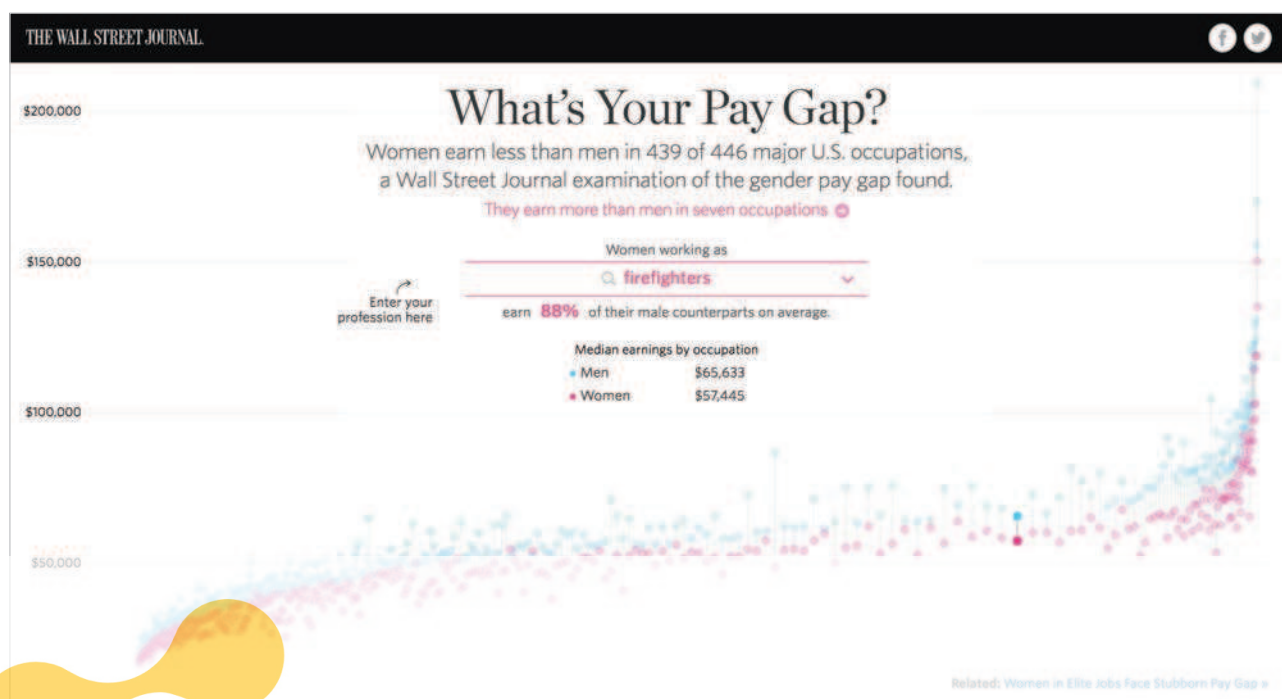 THE WALL STREET JOURNAL.
$200,000
What's Your Pay Gap?
Women earn less than men in 439 of 446 major U.S. occupations,
a Wall Street Journal examination of the gender pay gap found.
They earn more than men in seven occupations
$150,000
Women working as
firefighters
Enter your
profession here
earn 88% of their male counterparts on average.
Median earnings by occupation
Men $65,633
Women $57,445
$100,000
$50,000
Related: Women in Elite Jobs Face Stubborn Pay Gap »